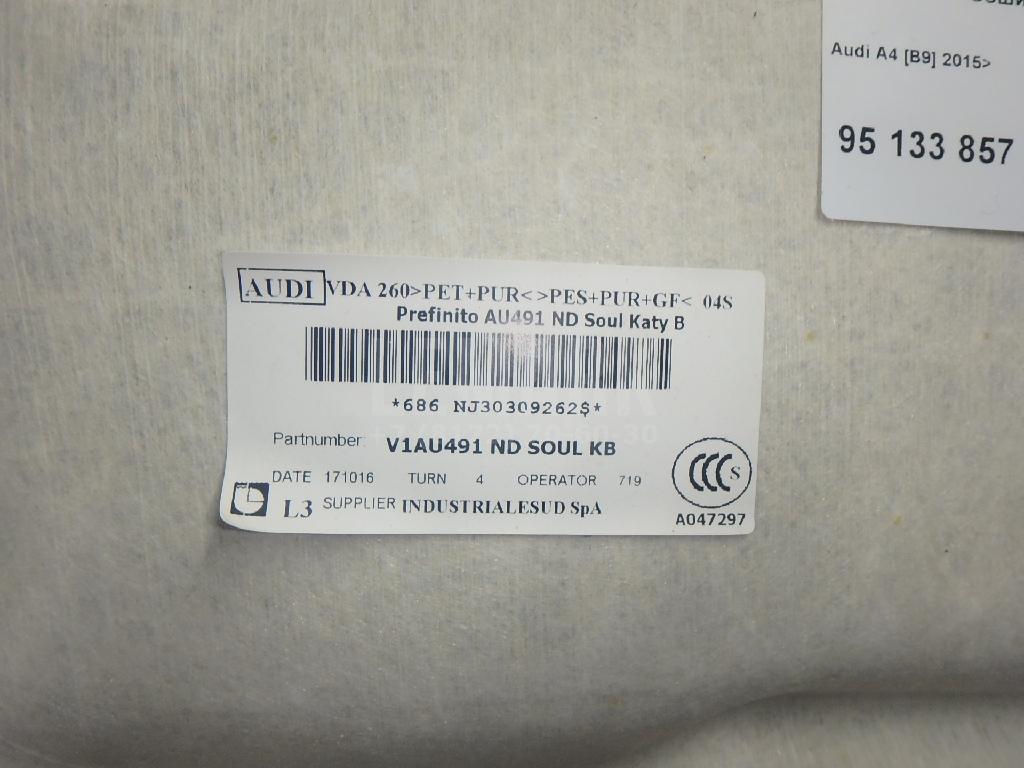 Audi A4 [B9] 2015>
95 133 857
AUDI VDA 260>PET+PUR< >PES+PUR+GF< 04S
Prefinito AU491 ND Soul Katy B
*686 NJ30309262$*
Partnumber: V1AU491 ND SOUL KB
DATE 171016 TURN 4 OPERATOR 719
CCC S
L3 SUPPLIER INDUSTRIALESUD SpA
A047297